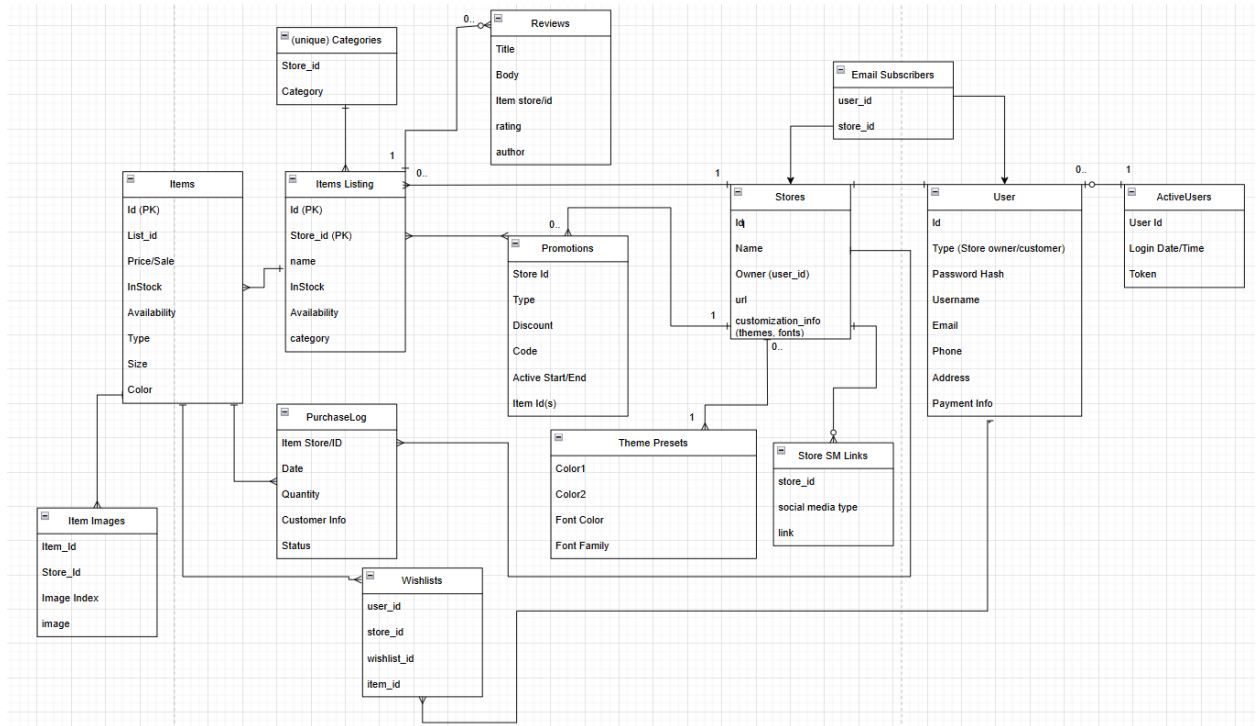 (unique) Categories
Store_id
Category
0..
Reviews
Title
Body
Item store/id
rating
author
Email Subscribers
user_id
store_id
Items
Id (PK)
List_id
Price/Sale
InStock
Availability
Type
Size
Color
1
0..
Items Listing
Id (PK)
Store_id (PK)
name
InStock
Availability
category
0..
Promotions
Store Id
Type
Discount
Code
Active Start/End
Item Id(s)
1
Stores
Id
Name
Owner (user_id)
url
customization_info
(themes, fonts)
1
0..
User
Id
Type (Store owner/customer)
Password Hash
Username
Email
Phone
Address
Payment Info
0..
1
ActiveUsers
User Id
Login Date/Time
Token
PurchaseLog
Item Store/ID
Date
Quantity
Customer Info
Status
1
Theme Presets
Color1
Color2
Font Color
Font Family
Store SM Links
store_id
social media type
link
Item Images
Item_Id
Store_Id
Image Index
image
Wishlists
user_id
store_id
wishlist_id
item_id